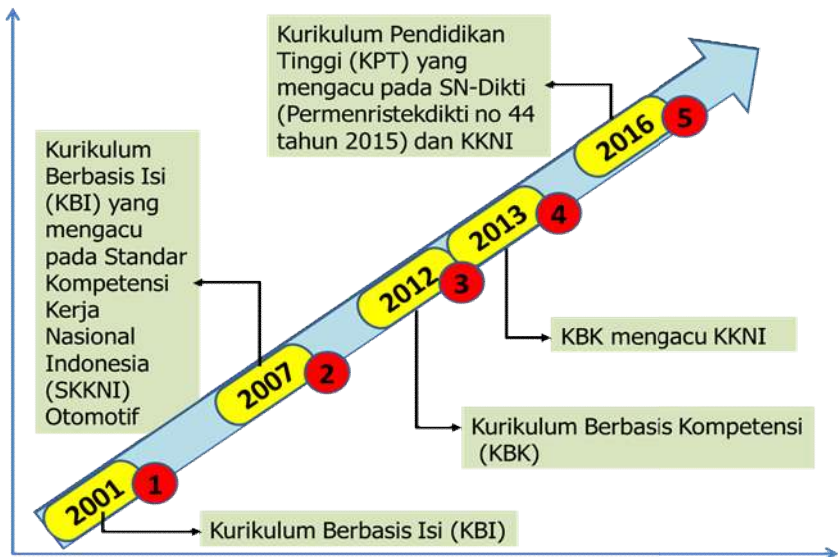 Kurikulum Pendidikan
Tinggi (KPT) yang
mengacu pada SN-Dikti
(Permenristekdikti no 44
tahun 2015) dan KKNI
2016
5
Kurikulum
Berbasis Isi
(KBI) yang
mengacu
pada Standar
Kompetensi
Kerja
Nasional
Indonesia
(SKKNI)
Otomotif
2013
4
2012
3
KBK mengacu KKNI
2007
2
Kurikulum Berbasis Kompetensi
(KBK)
2001
1
Kurikulum Berbasis Isi (KBI)